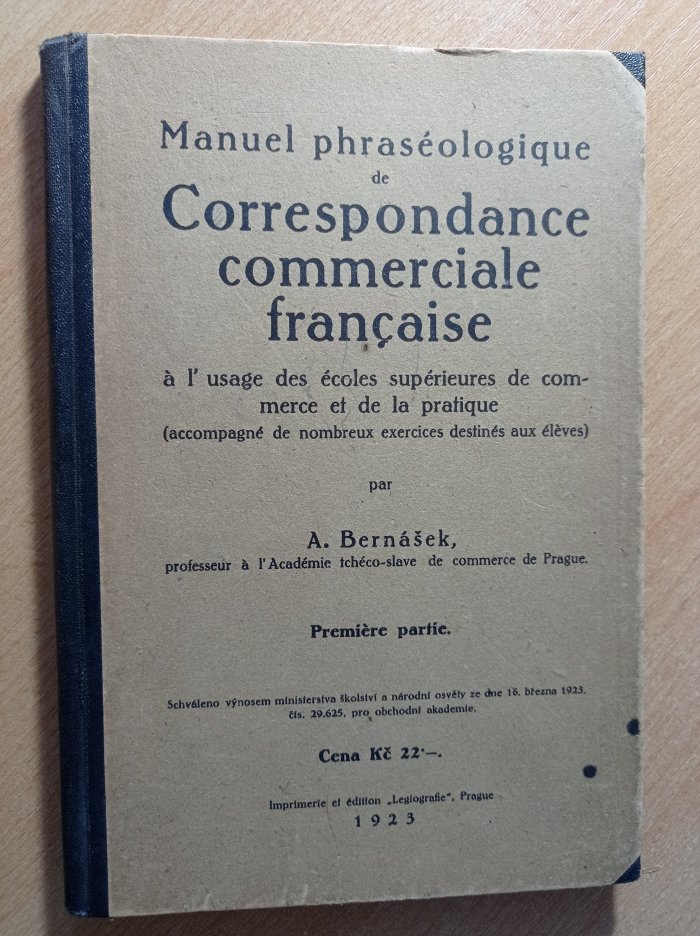 Manuel phraséologique
de
Correspondance
commerciale
française
à l' usage des écoles supérieures de com-
merce et de la pratique
(accompagné de nombreux exercices destinés aux élèves)
par
A. Bernášek,
professeur à l'Académie tchéco-slave de commerce de Prague.
Première partie.
Schváleno výnosem ministerstva školství a národní osvěty ze dne 16. března 1923,
čís. 29.625, pro obchodní akademie.
Cena Kč 22·–.
Imprimerie et édition „Legiografie", Prague
1923